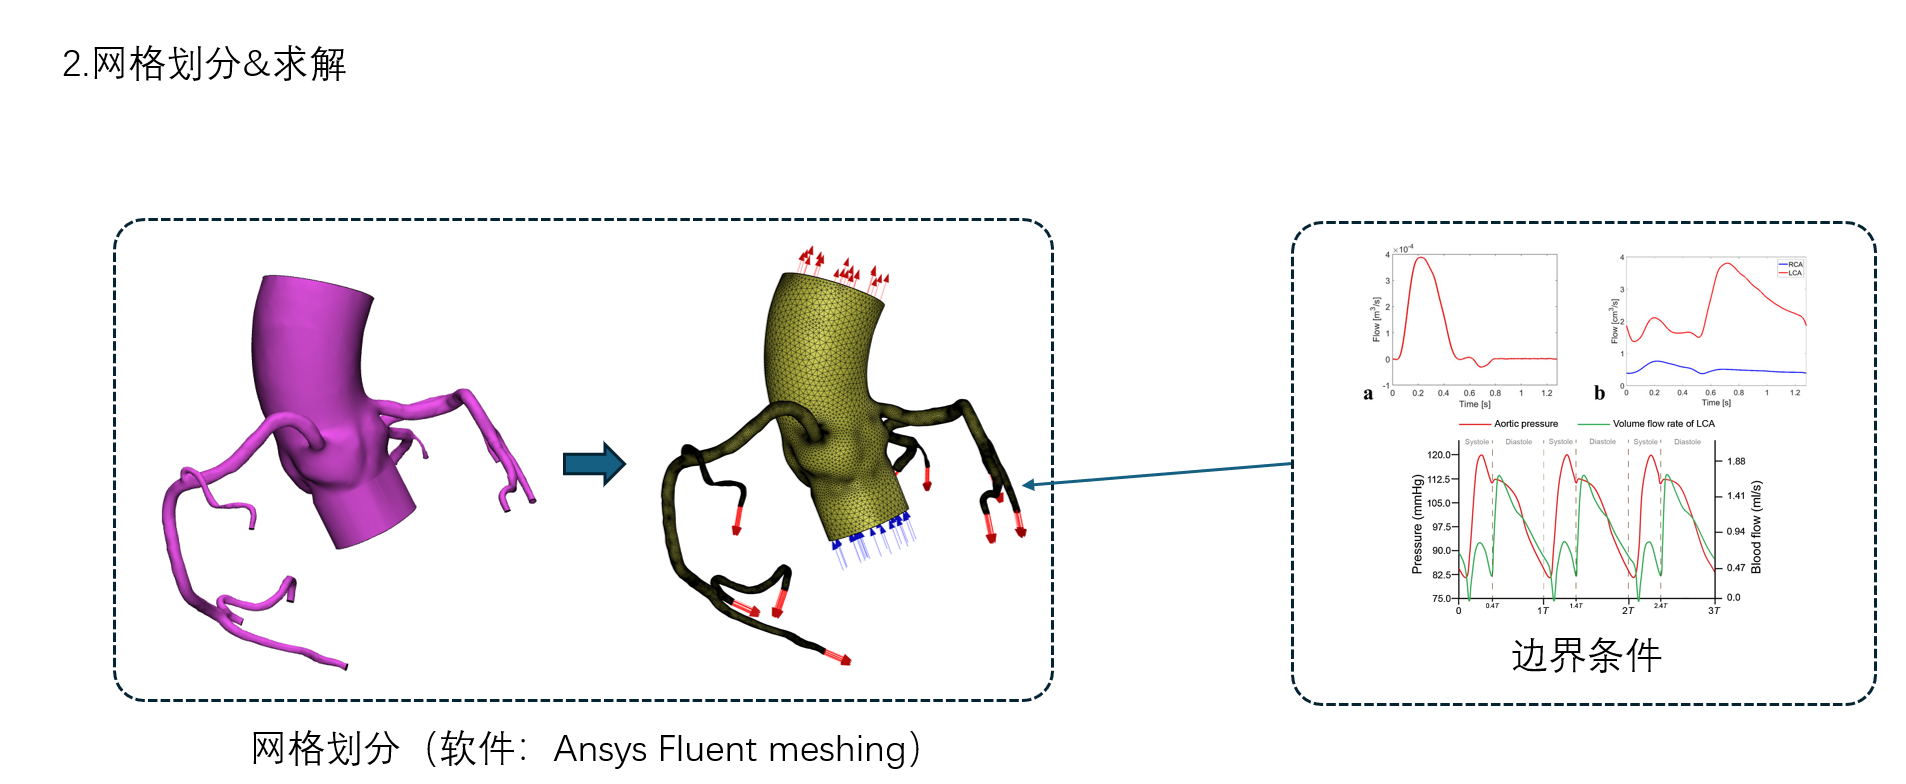 2.网格划分&求解
×10⁻⁴
4
3
2
1
0
-1
Flow [m³/s]
0 0.2 0.4 0.6 0.8 1 1.2
Time [s]
a
4
3
2
1
0
Flow [cm³/s]
RCA
LCA
0 0.2 0.4 0.6 0.8 1 1.2
Time [s]
b
Aortic pressure Volume flow rate of LCA
Systole Diastole Systole Diastole Systole Diastole
Pressure (mmHg)
120.0
112.5
105.0
97.5
90.0
82.5
75.0
1.88
1.41
0.94
0.47
0.0
Blood flow (ml/s)
0 0.4T 1T 1.4T 2T 2.4T 3T
边界条件
网格划分（软件：Ansys Fluent meshing）